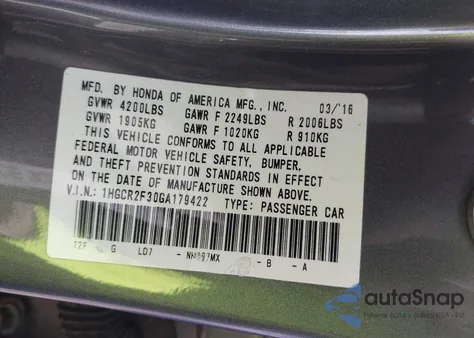 MFD. BY HONDA OF AMERICA MFG., INC. 03/'16
GVWR 4200LBS GAWR F 2249LBS R 2006LBS
GVWR 1905KG GAWR F 1020KG R 910KG
THIS VEHICLE CONFORMS TO ALL APPLICABLE
FEDERAL MOTOR VEHICLE SAFETY, BUMPER,
AND THEFT PREVENTION STANDARDS IN EFFECT
ON THE DATE OF MANUFACTURE SHOWN ABOVE.
V.I.N.: 1HGCR2F30GA179422 TYPE: PASSENGER CAR
G LD7 - B - A
autoSnap